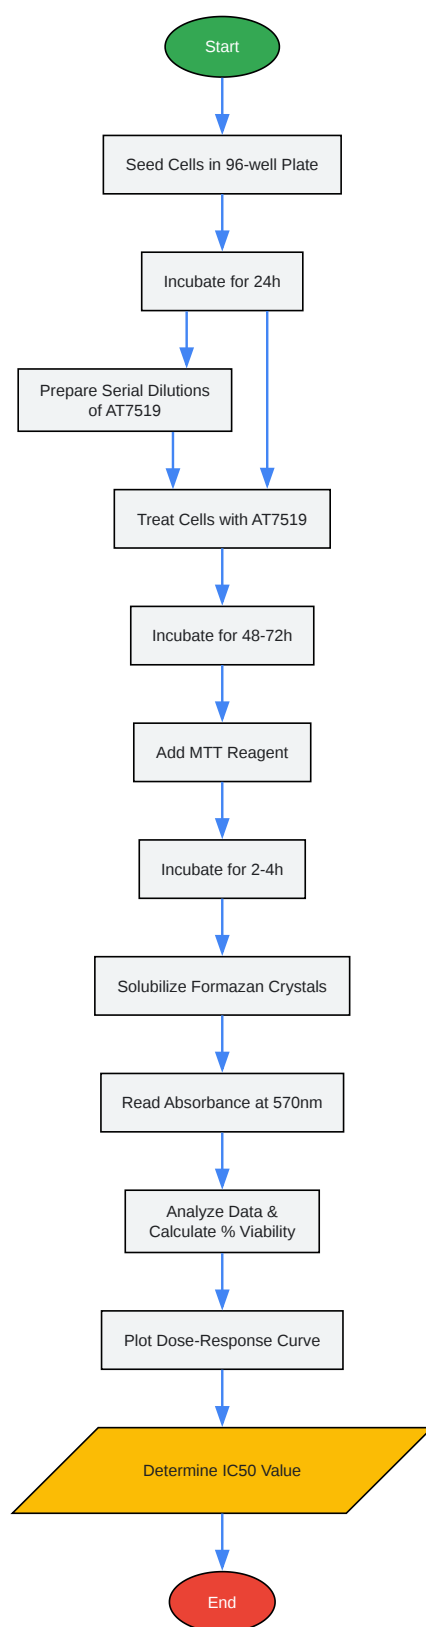 Start
Seed Cells in 96-well Plate
Incubate for 24h
Prepare Serial Dilutions
of AT7519
Treat Cells with AT7519
Incubate for 48-72h
Add MTT Reagent
Incubate for 2-4h
Solubilize Formazan Crystals
Read Absorbance at 570nm
Analyze Data &
Calculate % Viability
Plot Dose-Response Curve
Determine IC50 Value
End